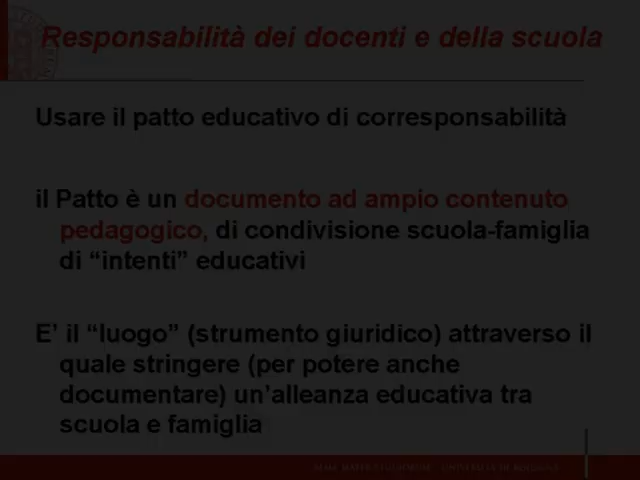 Responsabilità dei docenti e della scuola
Usare il patto educativo di corresponsabilità
il Patto è un documento ad ampio contenuto
pedagogico, di condivisione scuola-famiglia
di “intenti” educativi
E’ il “luogo” (strumento giuridico) attraverso il
quale stringere (per potere anche
documentare) un’alleanza educativa tra
scuola e famiglia
ALMA MATER STUDIORUM - UNIVERSITÀ DI BOLOGNA